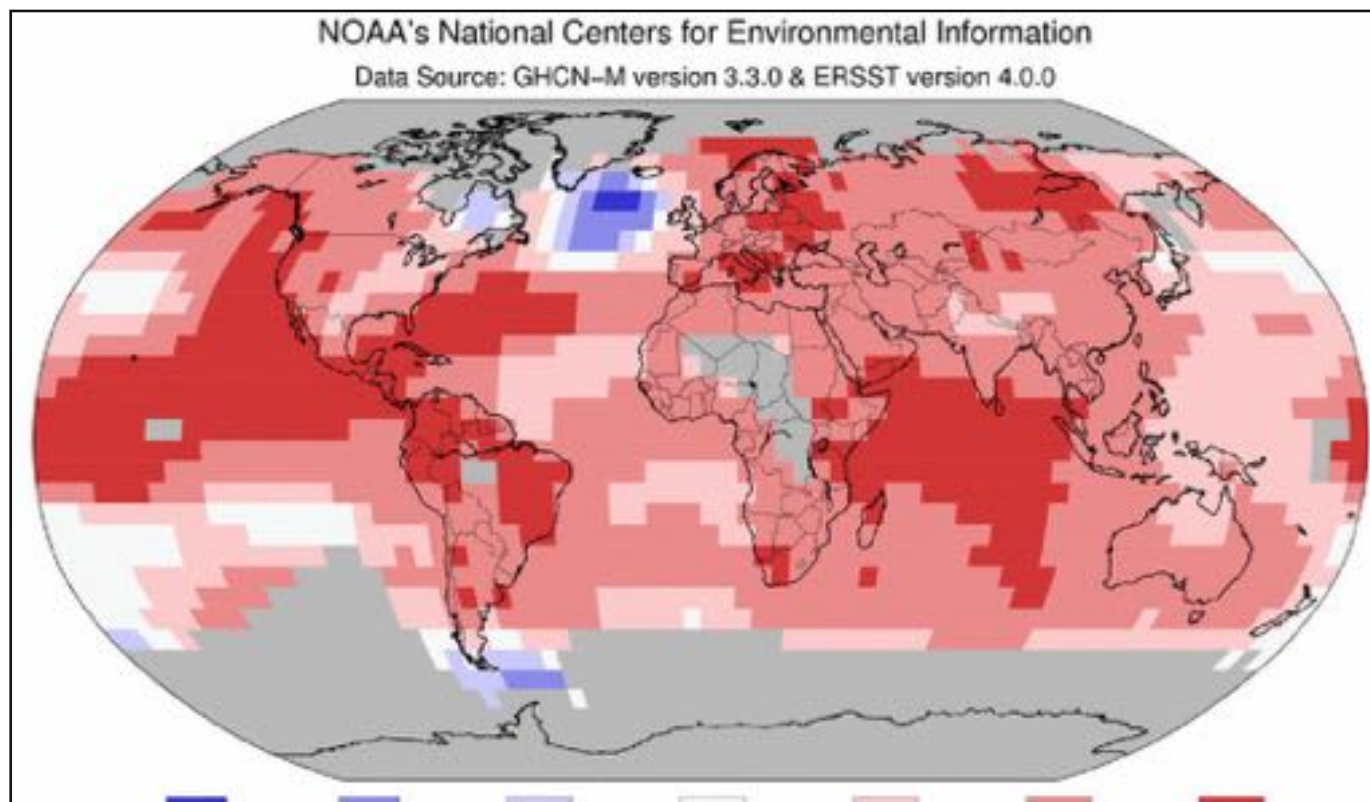 NOAA's National Centers for Environmental Information
Data Source: GHCN–M version 3.3.0 & ERSST version 4.0.0